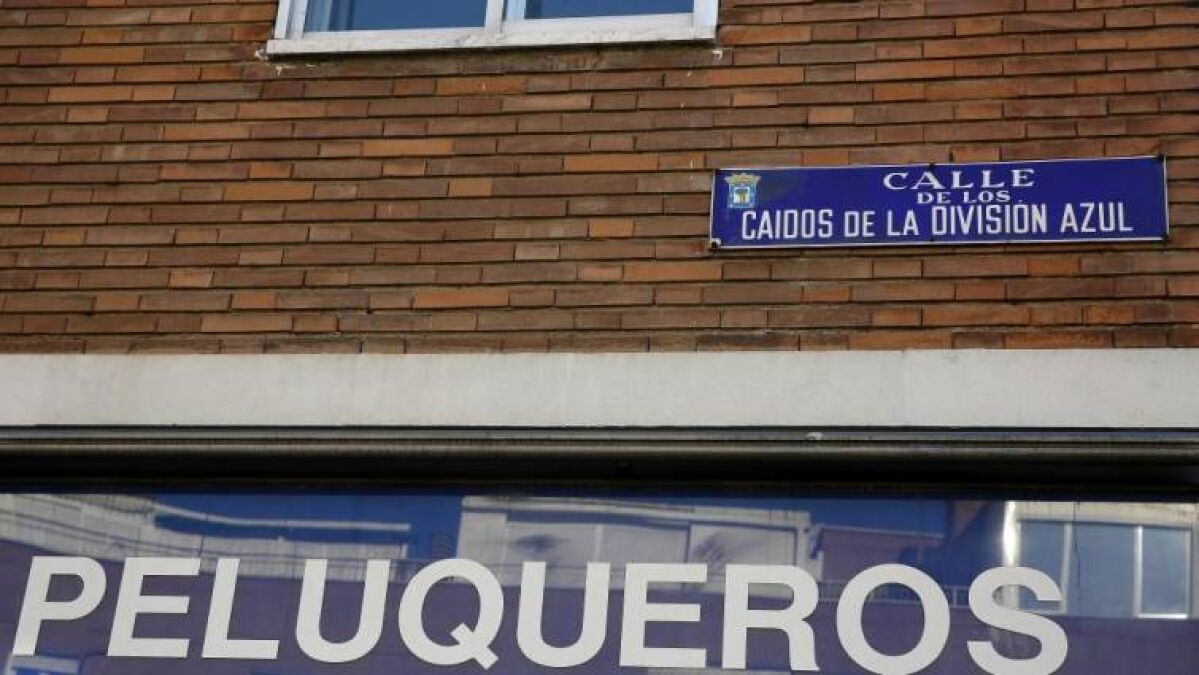 CALLE
DE LOS
CAIDOS DE LA DIVISIÓN AZUL
PELUQUEROS